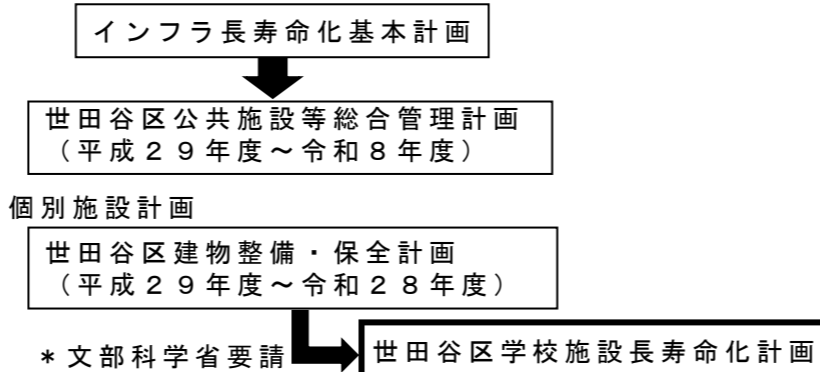 インフラ長寿命化基本計画
世田谷区公共施設等総合管理計画
（平成２９年度～令和８年度）
個別施設計画
世田谷区建物整備・保全計画
（平成２９年度～令和２８年度）
＊文部科学省要請
世田谷区学校施設長寿命化計画